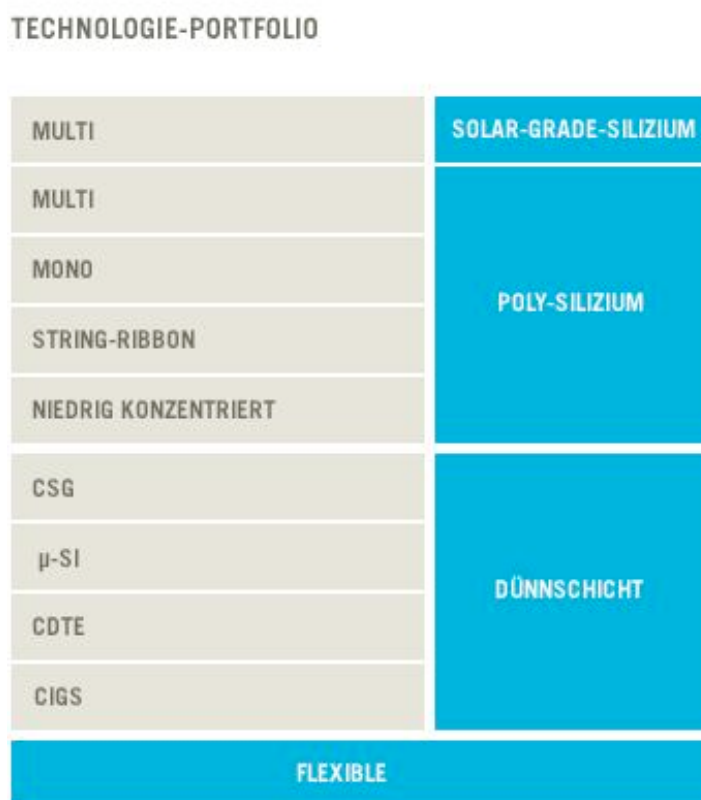 TECHNOLOGIE-PORTFOLIO
MULTI
SOLAR-GRADE-SILIZIUM
MULTI
MONO
STRING-RIBBON
NIEDRIG KONZENTRIERT
POLY-SILIZIUM
CSG
µ-SI
CDTE
CIGS
DÜNNSCHICHT
FLEXIBLE